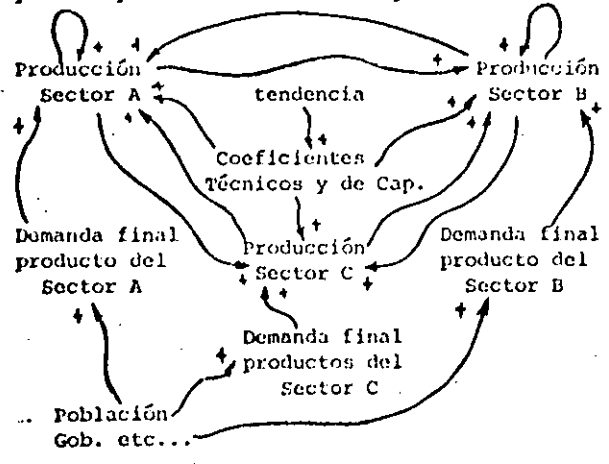 Producción
Sector A
tendencia
Producción
Sector B
Coeficientes
Técnicos y de Cap.
Demanda final
producto del
Sector A
Producción
Sector C
Demanda final
producto del
Sector B
Demanda final
productos del
Sector C
Población
Gob. etc...